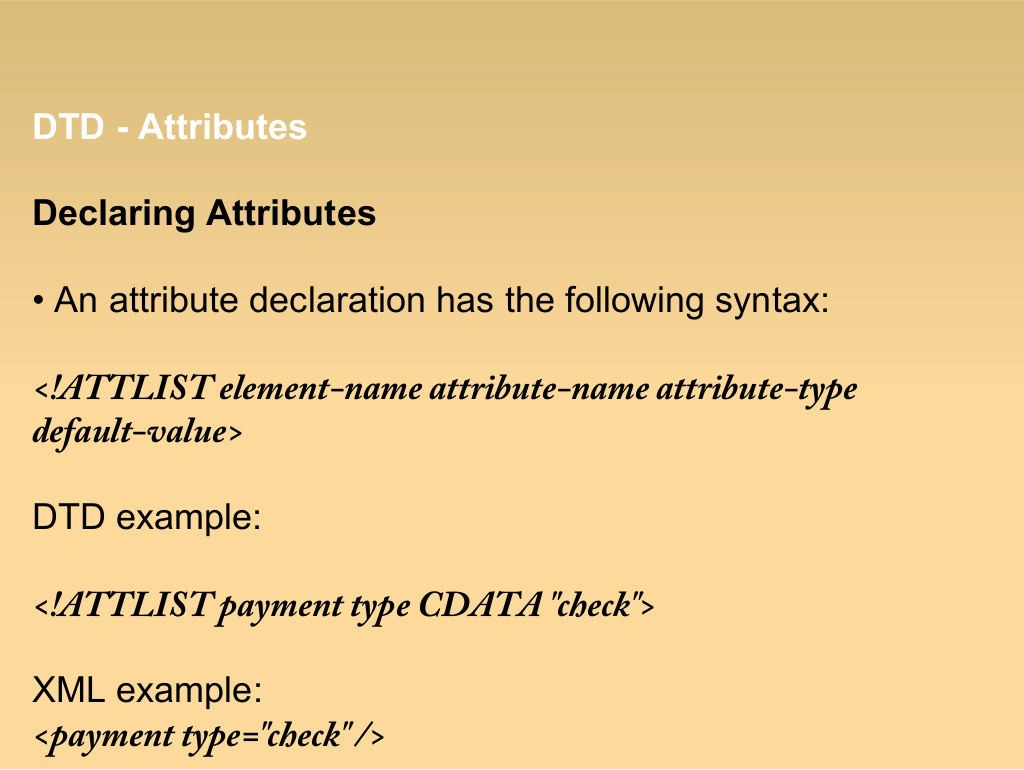 DTD - Attributes
Declaring Attributes
• An attribute declaration has the following syntax:
<!ATTLIST element-name attribute-name attribute-type
default-value>
DTD example:
<!ATTLIST payment type CDATA "check">
XML example:
<payment type="check"/>